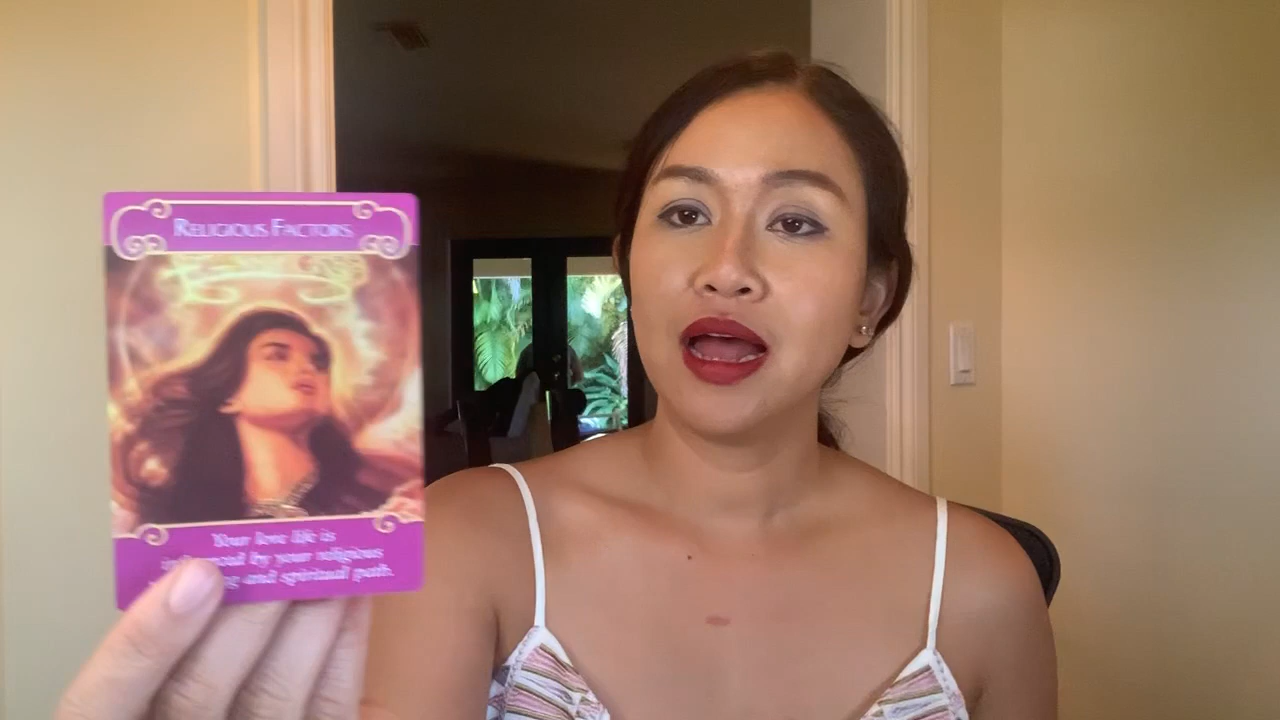 RELIGIOUS FACTORS
Your love life is
by your religious
and spiritual path.